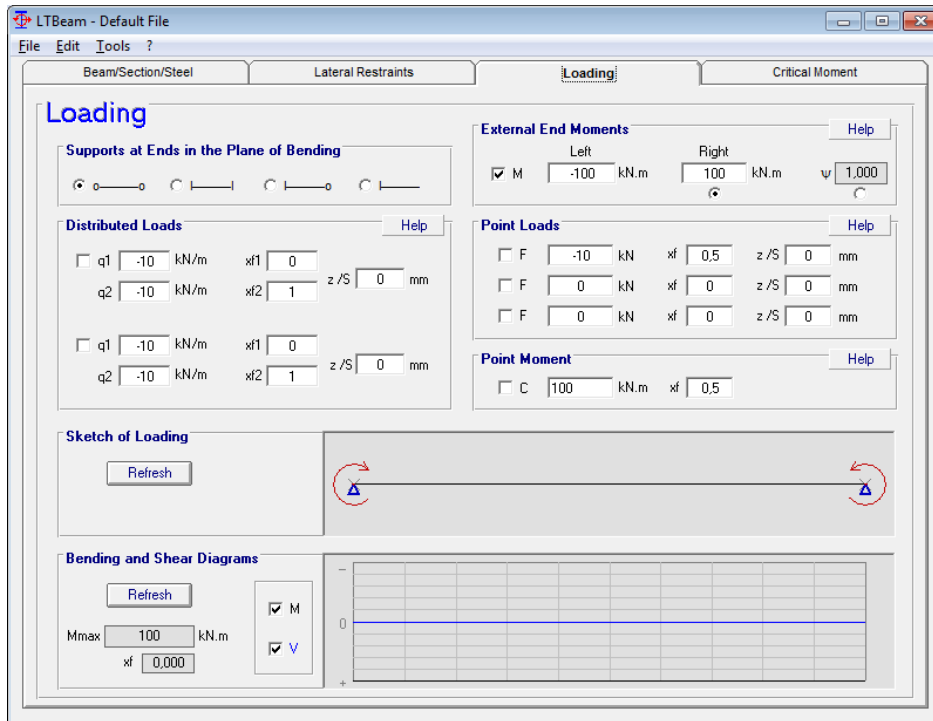 LTBeam - Default File
File Edit Tools ?
Beam/Section/Steel Lateral Restraints Loading Critical Moment
Loading
Supports at Ends in the Plane of Bending
External End Moments Help
Left Right
M -100 kN.m 100 kN.m ψ 1,000
Distributed Loads Help
q1 -10 kN/m xf1 0
q2 -10 kN/m xf2 1
z /S 0 mm
q1 -10 kN/m xf1 0
q2 -10 kN/m xf2 1
z /S 0 mm
Point Loads Help
F -10 kN xf 0,5 z /S 0 mm
F 0 kN xf 0 z /S 0 mm
F 0 kN xf 0 z /S 0 mm
Point Moment Help
C 100 kN.m xf 0,5
Sketch of Loading
Refresh
Bending and Shear Diagrams
Refresh
Mmax 100 kN.m
xf 0,000
M
V
–
0
+